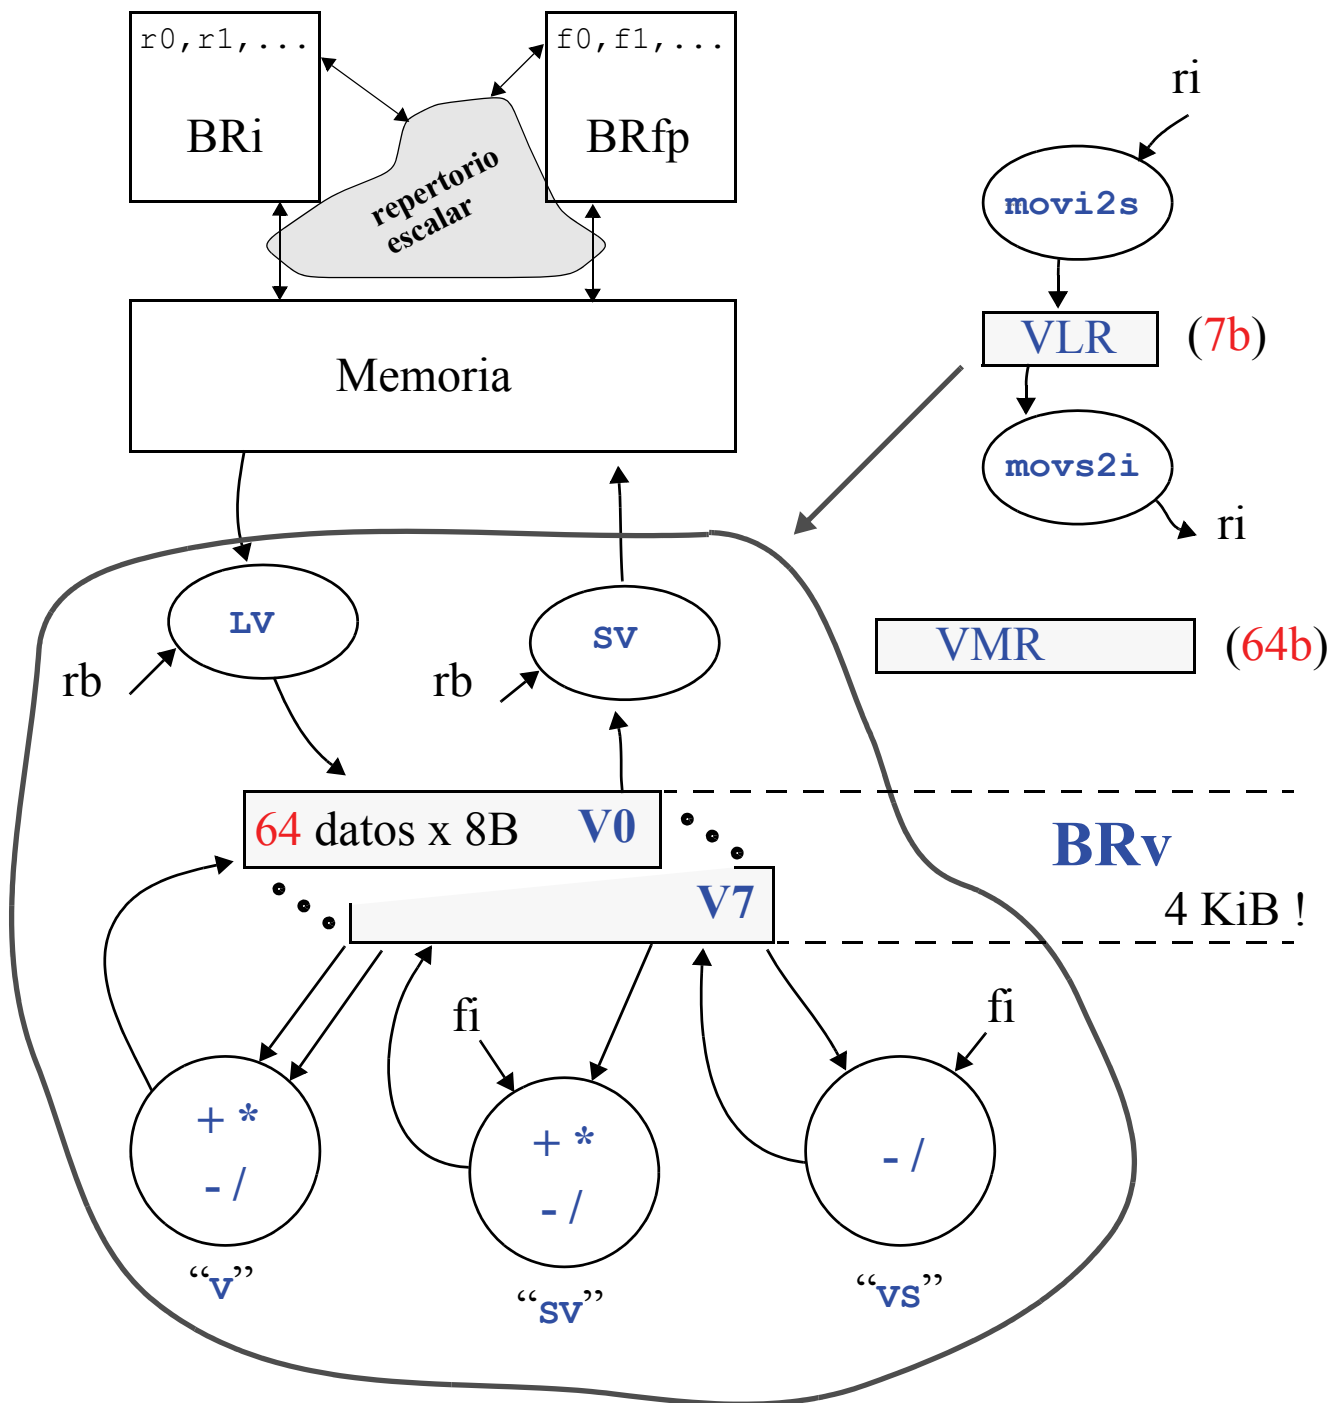 r0,r1,...
BRi
f0,f1,...
BRfp
repertorio
escalar
Memoria
ri
movi2s
VLR
(7b)
movs2i
ri
VMR
(64b)
LV
rb
SV
rb
64 datos x 8B V0
V7
BRv
4 KiB !
fi
fi
+ *
- /
“v”
+ *
- /
“sv”
- /
“vs”